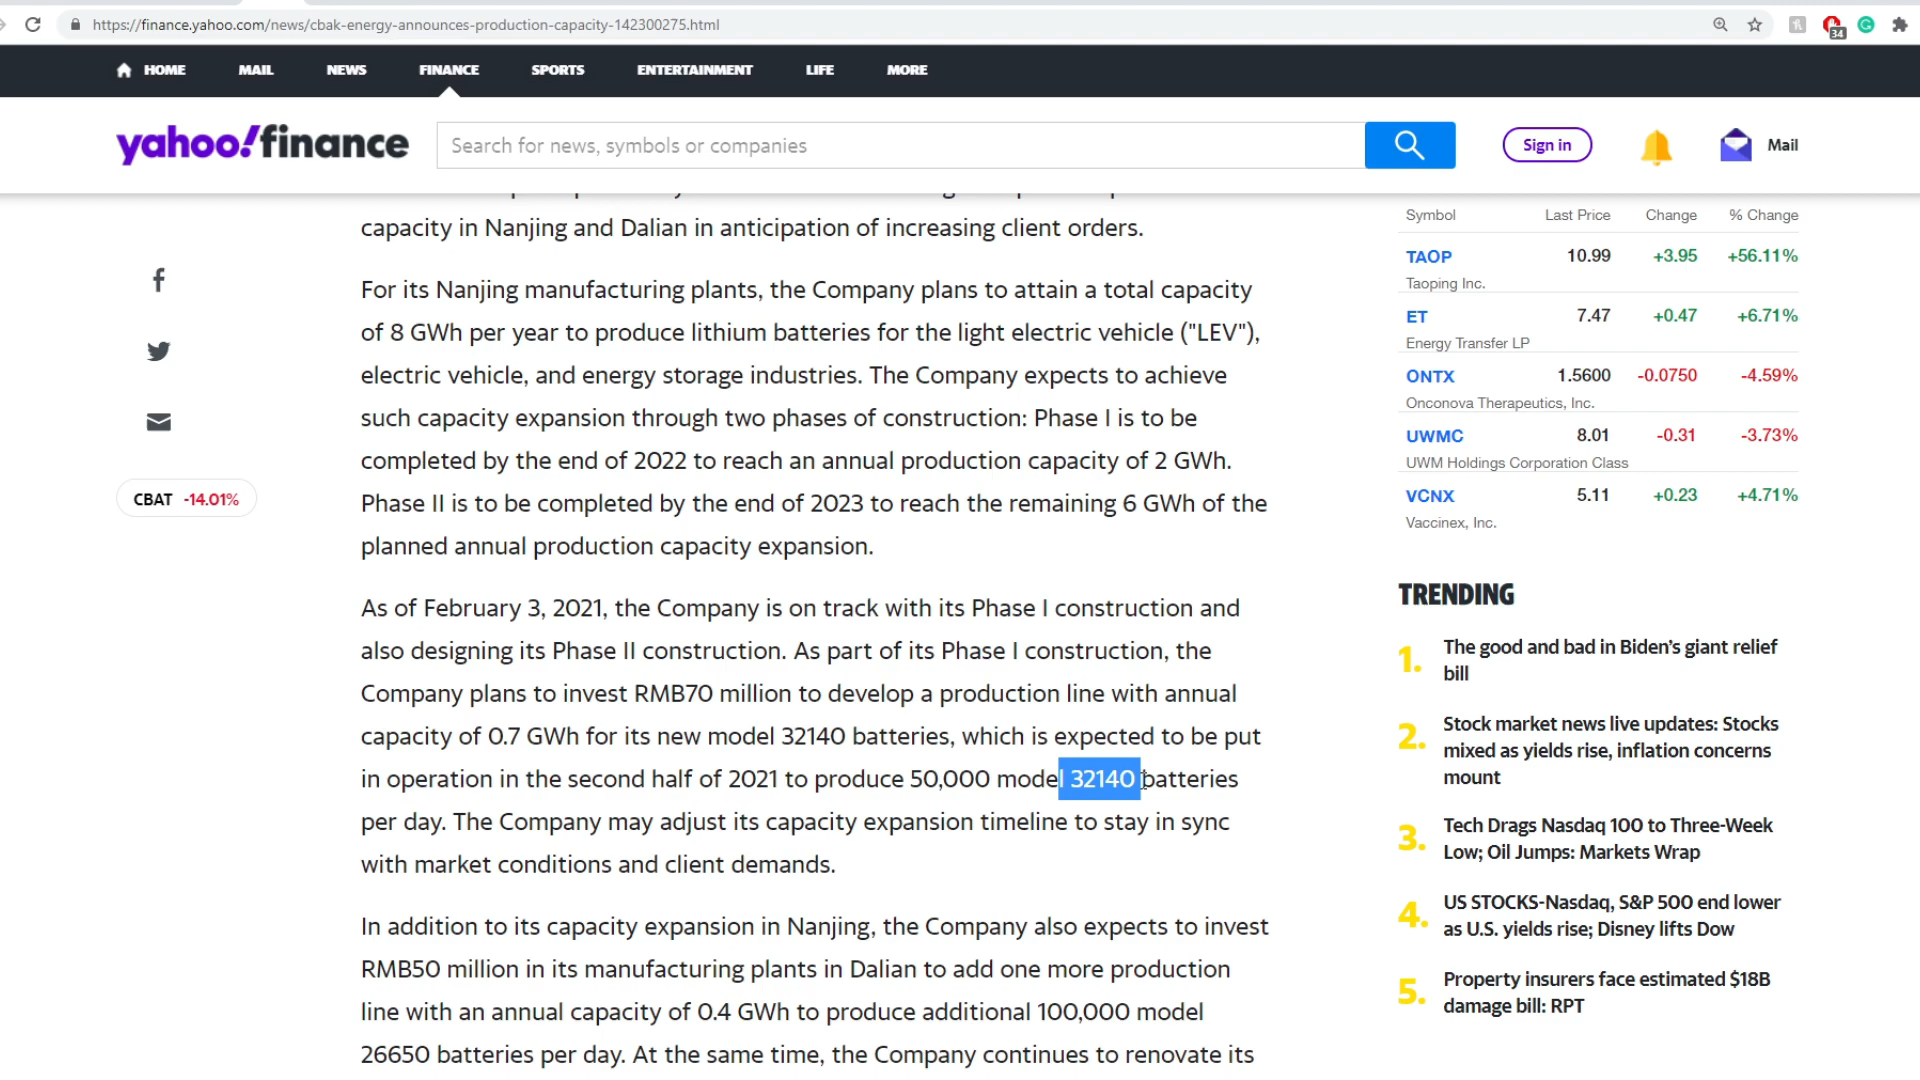 https://finance.yahoo.com/news/cbak-energy-announces-production-capacity-142300275.html
34
HOME MAIL NEWS FINANCE SPORTS ENTERTAINMENT LIFE MORE
yahoo!finance
Search for news, symbols or companies
Sign in
Mail
capacity in Nanjing and Dalian in anticipation of increasing client orders.
For its Nanjing manufacturing plants, the Company plans to attain a total capacity
of 8 GWh per year to produce lithium batteries for the light electric vehicle ("LEV"),
electric vehicle, and energy storage industries. The Company expects to achieve
such capacity expansion through two phases of construction: Phase I is to be
completed by the end of 2022 to reach an annual production capacity of 2 GWh.
Phase II is to be completed by the end of 2023 to reach the remaining 6 GWh of the
planned annual production capacity expansion.
As of February 3, 2021, the Company is on track with its Phase I construction and
also designing its Phase II construction. As part of its Phase I construction, the
Company plans to invest RMB70 million to develop a production line with annual
capacity of 0.7 GWh for its new model 32140 batteries, which is expected to be put
in operation in the second half of 2021 to produce 50,000 model 32140 batteries
per day. The Company may adjust its capacity expansion timeline to stay in sync
with market conditions and client demands.
In addition to its capacity expansion in Nanjing, the Company also expects to invest
RMB50 million in its manufacturing plants in Dalian to add one more production
line with an annual capacity of 0.4 GWh to produce additional 100,000 model
26650 batteries per day. At the same time, the Company continues to renovate its
CBAT -14.01%
Symbol Last Price Change % Change
TAOP 10.99 +3.95 +56.11%
Taoping Inc.
ET 7.47 +0.47 +6.71%
Energy Transfer LP
ONTX 1.5600 -0.0750 -4.59%
Onconova Therapeutics, Inc.
UWMC 8.01 -0.31 -3.73%
UWM Holdings Corporation Class
VCNX 5.11 +0.23 +4.71%
Vaccinex, Inc.
TRENDING
1. The good and bad in Biden's giant relief
bill
2. Stock market news live updates: Stocks
mixed as yields rise, inflation concerns
mount
3. Tech Drags Nasdaq 100 to Three-Week
Low; Oil Jumps: Markets Wrap
4. US STOCKS-Nasdaq, S&P 500 end lower
as U.S. yields rise; Disney lifts Dow
5. Property insurers face estimated $18B
damage bill: RPT